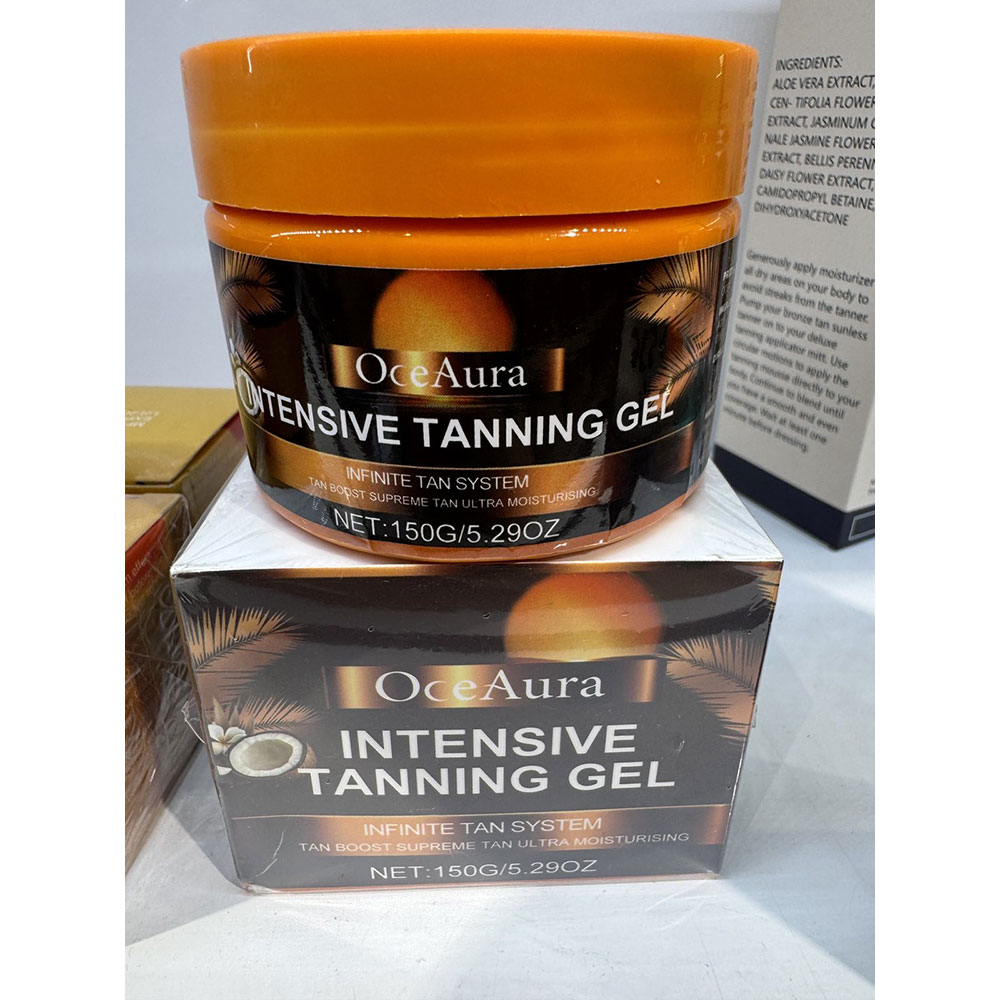 OceAura
INTENSIVE TANNING GEL
INFINITE TAN SYSTEM
TAN BOOST SUPREME TAN ULTRA MOISTURISING
NET:150G/5.29OZ
OceAura
INTENSIVE
TANNING GEL
INFINITE TAN SYSTEM
TAN BOOST SUPREME TAN ULTRA MOISTURISING
NET:150G/5.29OZ
INGREDIENTS:
ALOE VERA EXTRACT,
CEN- TIFOLIA FLOWER
EXTRACT, JASMINUM
NALE JASMINE FLOWER
EXTRACT, BELLIS PERENN
DAISY FLOWER EXTRACT,
CAMIDOPROPYL BETAINE,
DIHYDROXYACETONE
Generously apply moisturizer
all dry areas on your body to
avoid streaks from the tanner.
Pump your bronze tan sunless
tanner on to your deluxe
tanning applicator mitt. Use
circular motions to apply the
tanning mousse directly to your
body. Continue to blend until
you have a smooth and even
coverage. Wait at least one
minute before dressing.